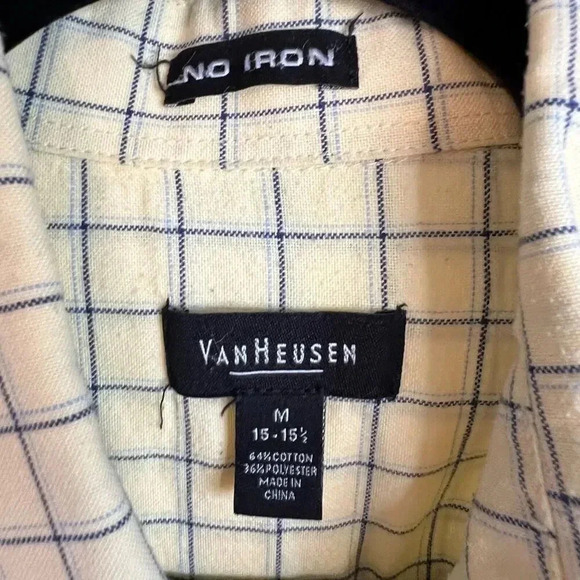 NO IRON
VANHEUSEN
M
15-15½
64% COTTON
36% POLYESTER
MADE IN
CHINA